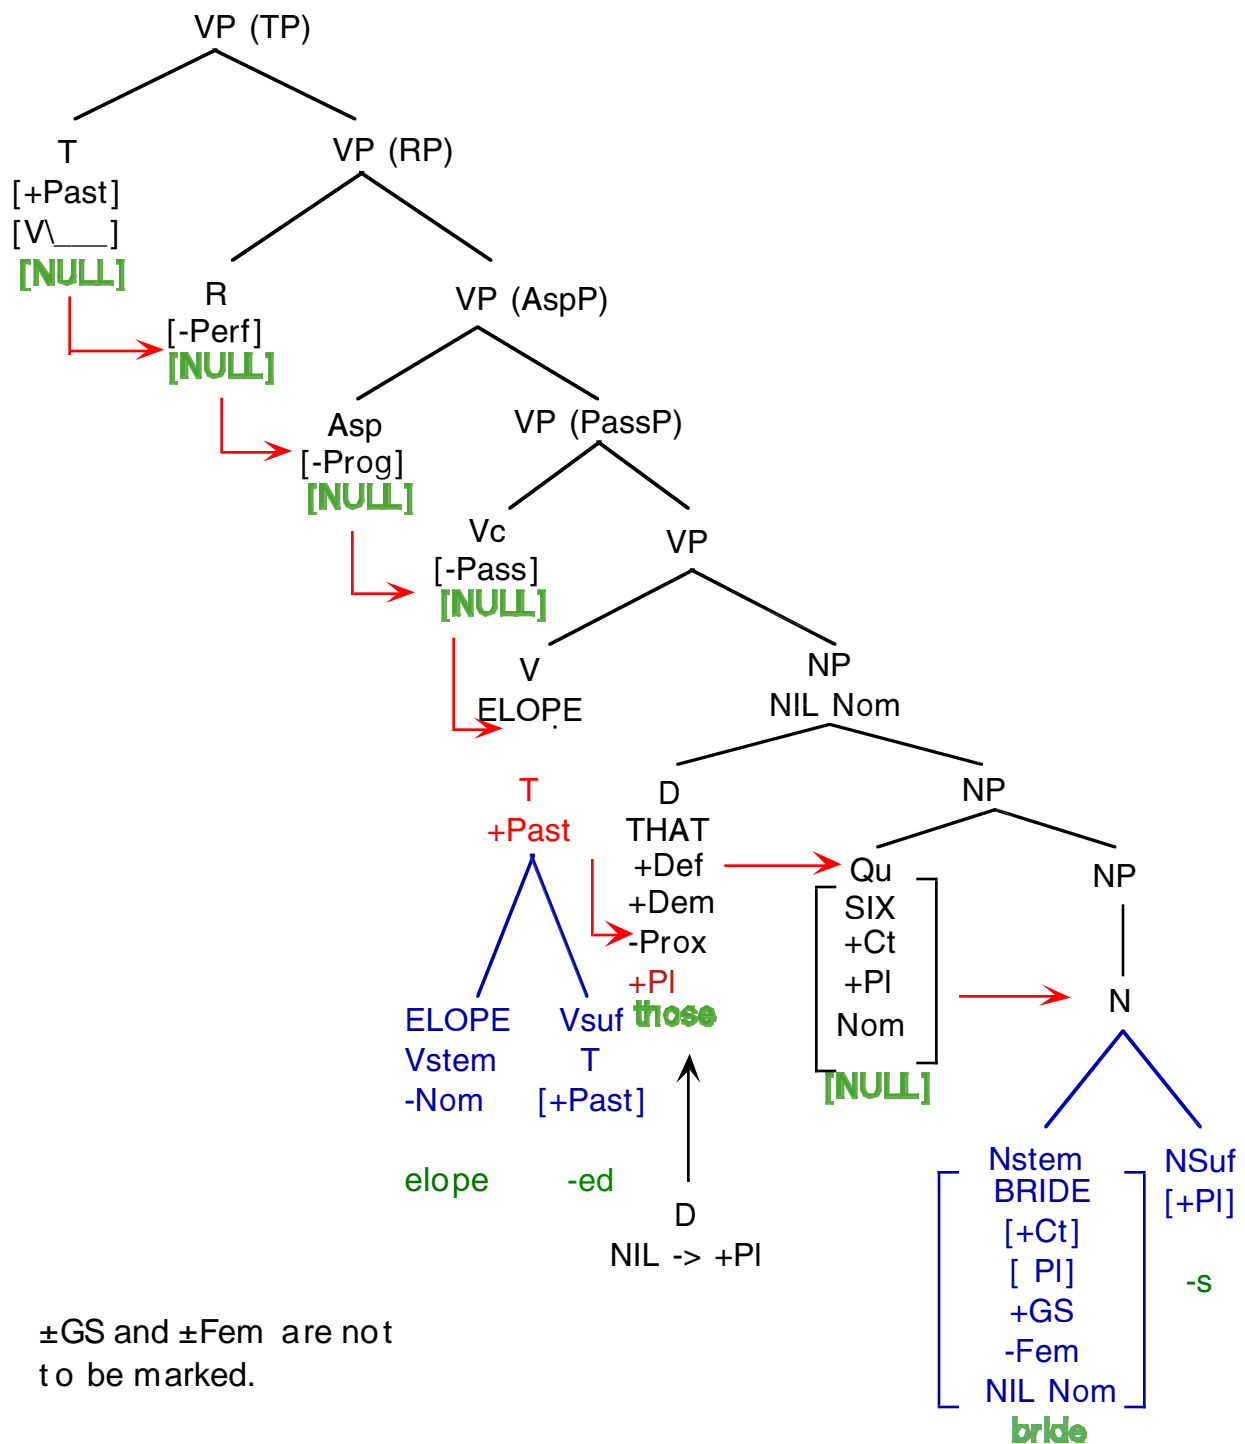 VP (TP)
T
[+Past]
[V\___]
[NULL]
VP (RP)
R
[-Perf]
[NULL]
VP (AspP)
Asp
[-Prog]
[NULL]
VP (PassP)
Vc
[-Pass]
[NULL]
VP
V
ELOPE
T
+Past
ELOPE
Vstem
-Nom
elope
Vsuf
T
[+Past]
-ed
NP
NIL Nom
D
THAT
+Def
+Dem
-Prox
+Pl
those
D
NIL -> +Pl
NP
Qu
SIX
+Ct
+Pl
Nom
[NULL]
NP
N
Nstem
BRIDE
[+Ct]
[ Pl]
+GS
-Fem
NIL Nom
bride
NSuf
[+Pl]
-s
±GS and ±Fem are not
to be marked.